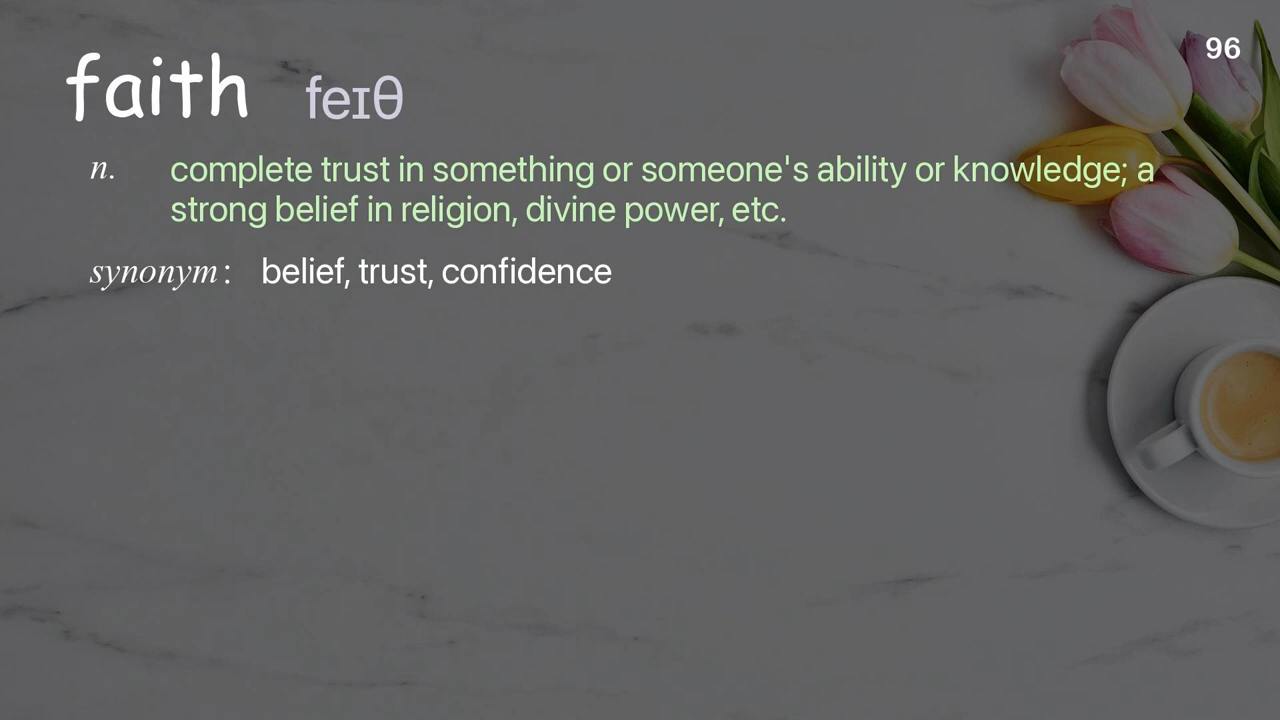 96
faith feɪθ
n. complete trust in something or someone's ability or knowledge; a
strong belief in religion, divine power, etc.
synonym: belief, trust, confidence